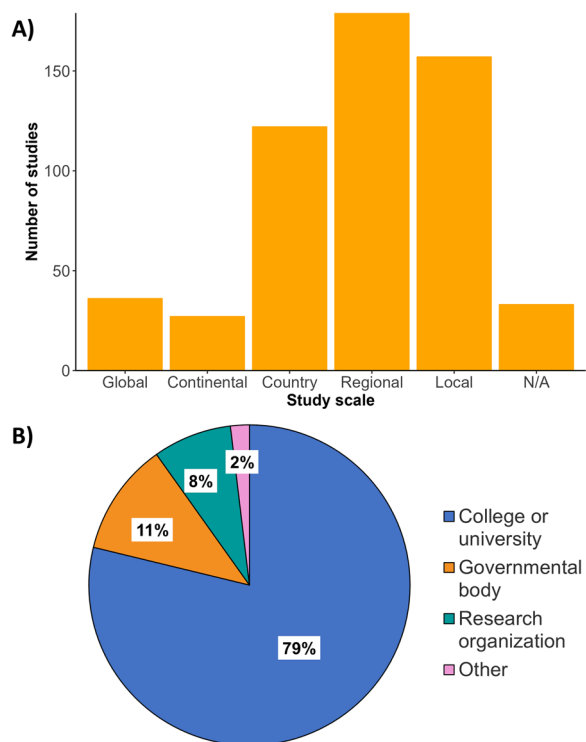 A)
Number of studies
150
100
50
0
Global Continental Country Regional Local N/A
Study scale
B)
2%
8%
11%
79%
College or
university
Governmental
body
Research
organization
Other